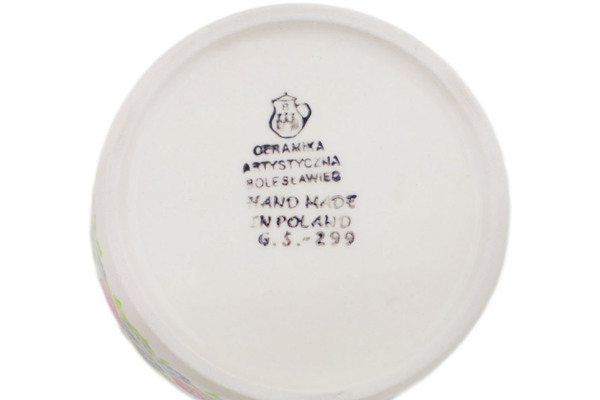 CERAMIKA
ARTYSTYCZNA
BOLESŁAWIEC
HAND MADE
IN POLAND
G.S.-299